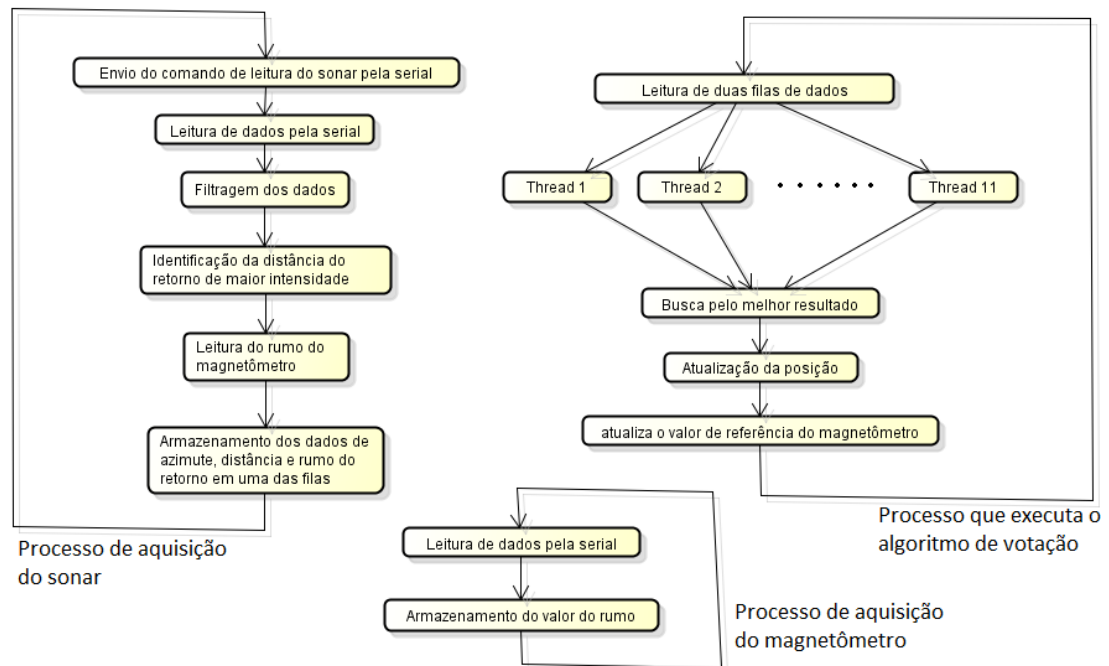 Envio do comando de leitura do sonar pela serial
Leitura de dados pela serial
Filtragem dos dados
Identificação da distância do
retorno de maior intensidade
Leitura do rumo do
magnetômetro
Armazenamento dos dados de
azimute, distância e rumo do
retorno em uma das filas
Processo de aquisição
do sonar
Leitura de duas filas de dados
Thread 1
Thread 2
Thread 11
Busca pelo melhor resultado
Atualização da posição
atualiza o valor de referência do magnetômetro
Processo que executa o
algoritmo de votação
Leitura de dados pela serial
Armazenamento do valor do rumo
Processo de aquisição
do magnetômetro